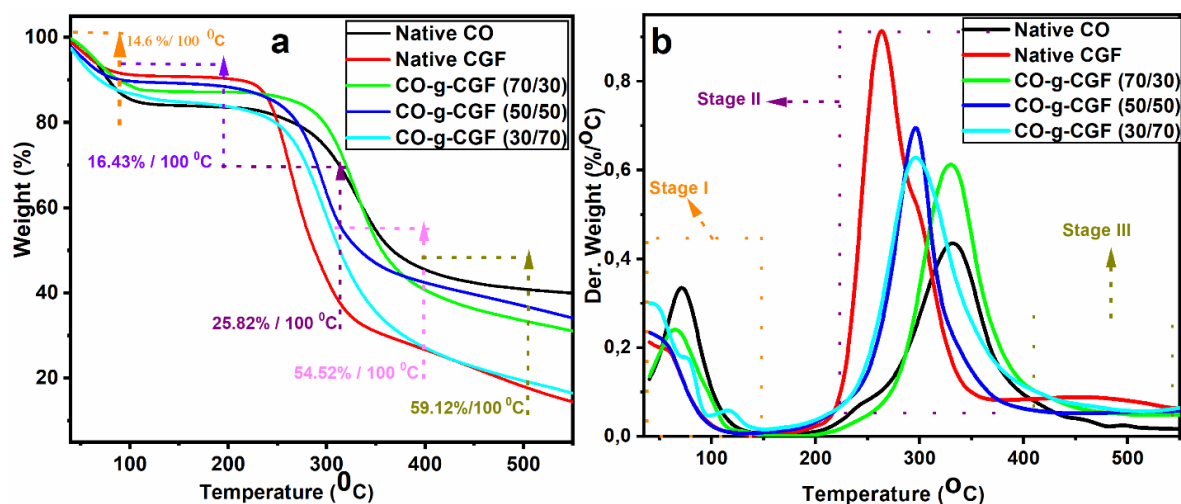 a
Native CO
Native CGF
CO-g-CGF (70/30)
CO-g-CGF (50/50)
CO-g-CGF (30/70)
14.6 %/ 100 ⁰C
16.43% / 100 ⁰C
25.82% / 100 ⁰C
54.52% / 100 ⁰C
59.12%/100 ⁰C
Weight (%)
100
80
60
40
20
100
200
300
400
500
Temperature (⁰C)
b
Native CO
Native CGF
CO-g-CGF (70/30)
CO-g-CGF (50/50)
CO-g-CGF (30/70)
Stage II
Stage I
Stage III
Der. Weight (%/ᴼC)
0,8
0,6
0,4
0,2
0,0
100
200
300
400
500
Temperature (ᴼC)